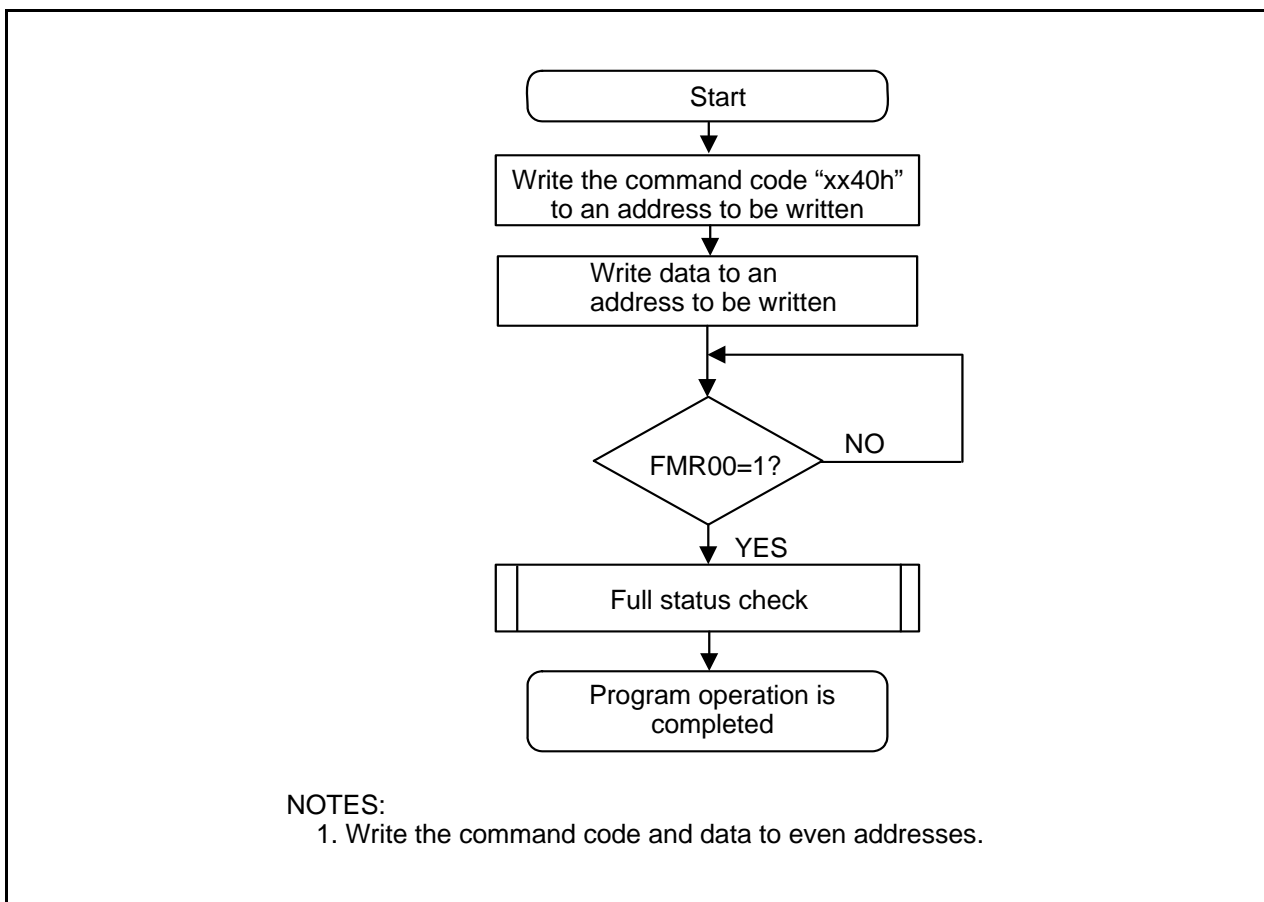 Start
Write the command code “xx40h”
to an address to be written
Write data to an
address to be written
NO
FMR00=1?
YES
Full status check
Program operation is
completed
NOTES:
1. Write the command code and data to even addresses.